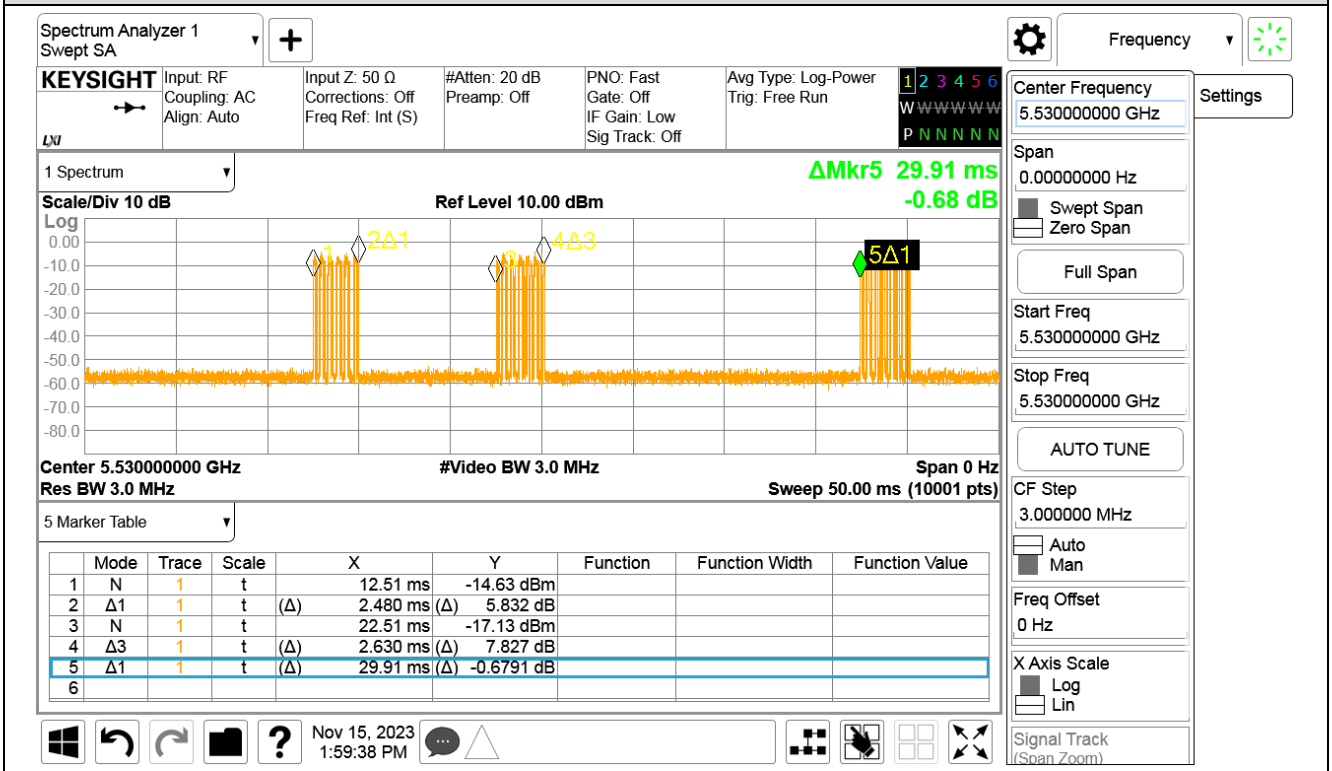 Spectrum Analyzer 1
Swept SA
+
Frequency
KEYSIGHT
LXI
Input: RF
Coupling: AC
Align: Auto
Input Z: 50 Ω
Corrections: Off
Freq Ref: Int (S)
#Atten: 20 dB
Preamp: Off
PNO: Fast
Gate: Off
IF Gain: Low
Sig Track: Off
Avg Type: Log-Power
Trig: Free Run
1 2 3 4 5 6
W W W W W W
P N N N N N
Settings
1 Spectrum
ΔMkr5 29.91 ms
-0.68 dB
Scale/Div 10 dB
Ref Level 10.00 dBm
Log
0.00
-10.0
-20.0
-30.0
-40.0
-50.0
-60.0
-70.0
-80.0
1
2Δ1
3
4Δ3
5Δ1
Center 5.530000000 GHz
#Video BW 3.0 MHz
Span 0 Hz
Res BW 3.0 MHz
Sweep 50.00 ms (10001 pts)
5 Marker Table
Mode Trace Scale X Y Function Function Width Function Value
1 N 1 t 12.51 ms -14.63 dBm
2 Δ1 1 t (Δ) 2.480 ms (Δ) 5.832 dB
3 N 1 t 22.51 ms -17.13 dBm
4 Δ3 1 t (Δ) 2.630 ms (Δ) 7.827 dB
5 Δ1 1 t (Δ) 29.91 ms (Δ) -0.6791 dB
6
Center Frequency
5.530000000 GHz
Span
0.00000000 Hz
Swept Span
Zero Span
Full Span
Start Freq
5.530000000 GHz
Stop Freq
5.530000000 GHz
AUTO TUNE
CF Step
3.000000 MHz
Auto
Man
Freq Offset
0 Hz
X Axis Scale
Log
Lin
Signal Track
(Span Zoom)
?
Nov 15, 2023
1:59:38 PM